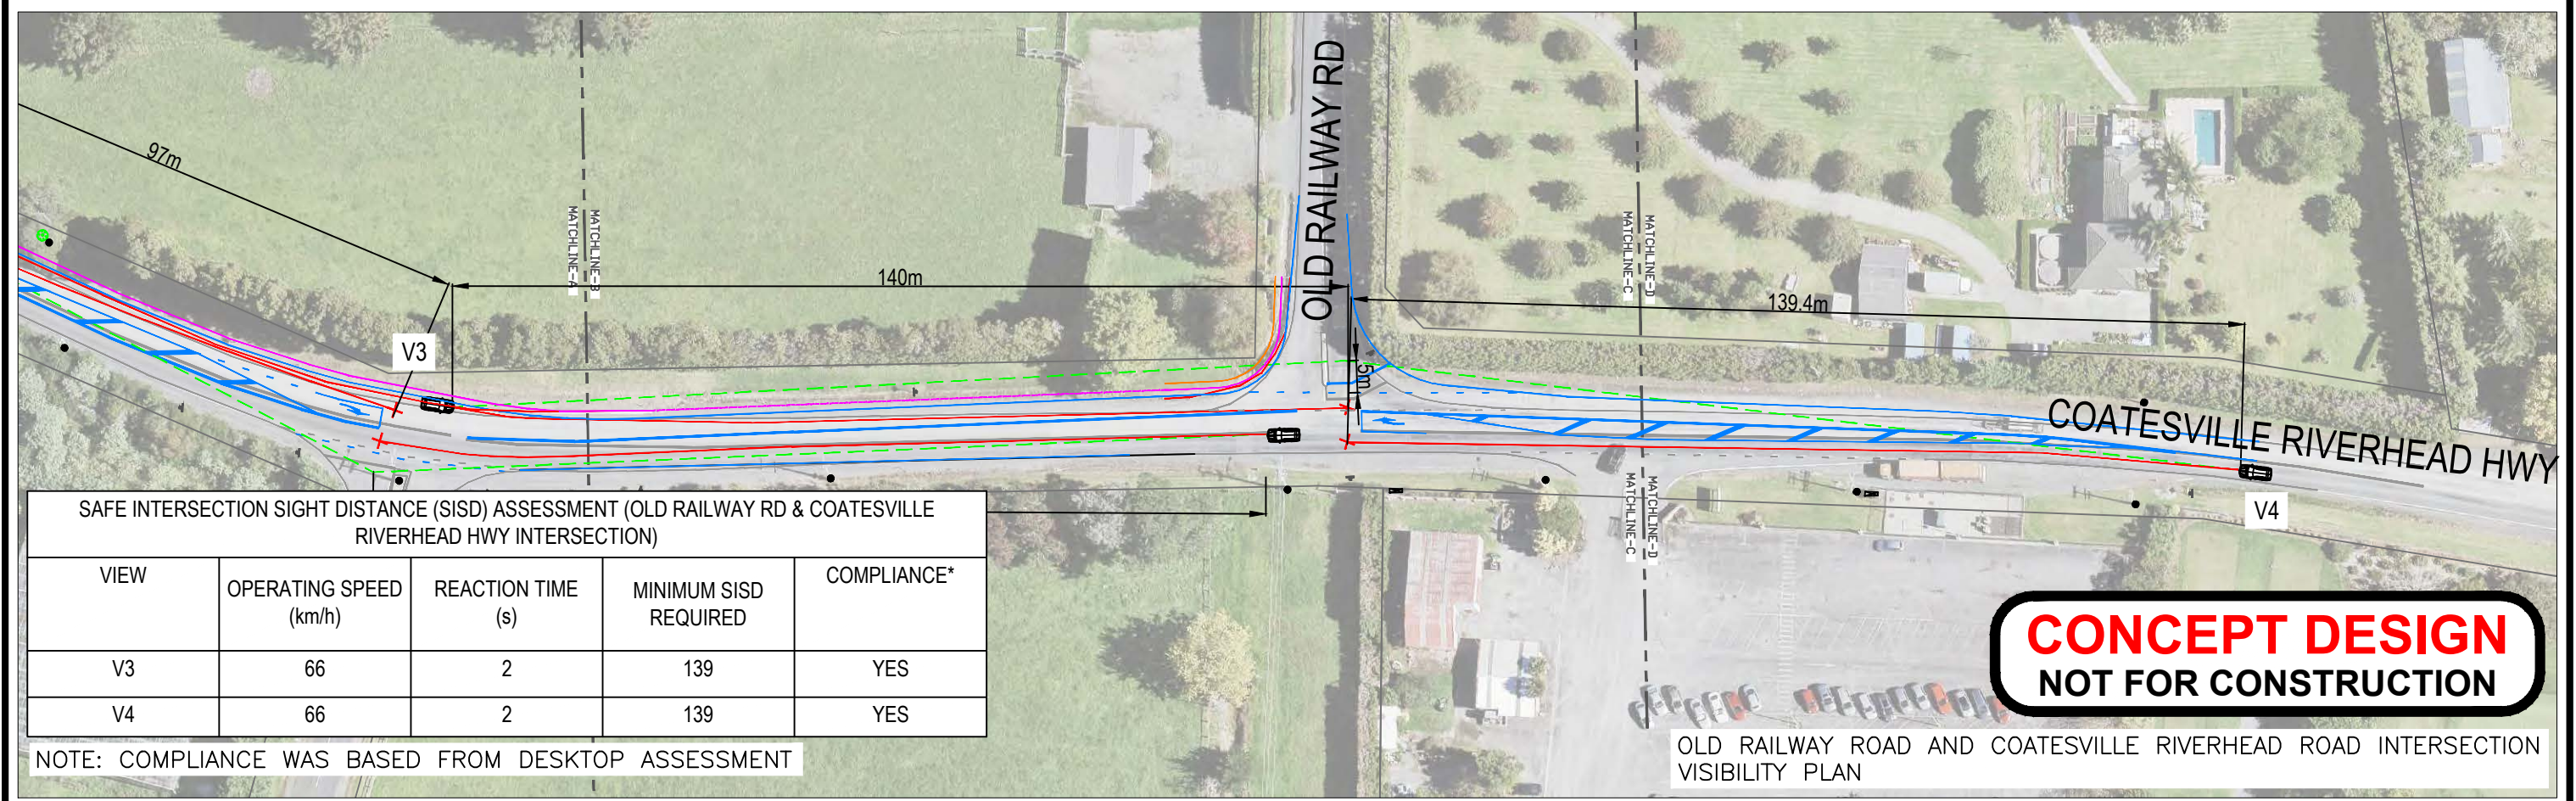 97m
MATCHLINE-A
MATCHLINE-B
140m
OLD RAILWAY RD
MATCHLINE-C
MATCHLINE-D
139.4m
V3
5m
COATESVILLE RIVERHEAD HWY
V4
MATCHLINE-C
MATCHLINE-D
SAFE INTERSECTION SIGHT DISTANCE (SISD) ASSESSMENT (OLD RAILWAY RD & COATESVILLE
RIVERHEAD HWY INTERSECTION)
VIEW OPERATING SPEED (km/h) REACTION TIME (s) MINIMUM SISD REQUIRED COMPLIANCE*
V3 66 2 139 YES
V4 66 2 139 YES
NOTE: COMPLIANCE WAS BASED FROM DESKTOP ASSESSMENT
CONCEPT DESIGN
NOT FOR CONSTRUCTION
OLD RAILWAY ROAD AND COATESVILLE RIVERHEAD ROAD INTERSECTION
VISIBILITY PLAN